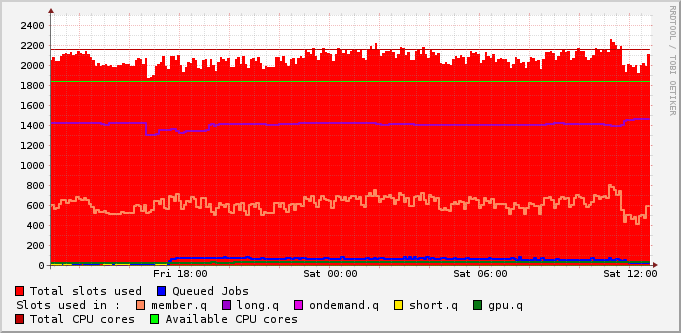 RRDTOOL / TOBI OETIKER
2400
2200
2000
1800
1600
1400
1200
1000
800
600
400
200
0
Fri 18:00 Sat 00:00 Sat 06:00 Sat 12:00
Total slots used Queued Jobs
Slots used in : member.q long.q ondemand.q short.q gpu.q
Total CPU cores Available CPU cores